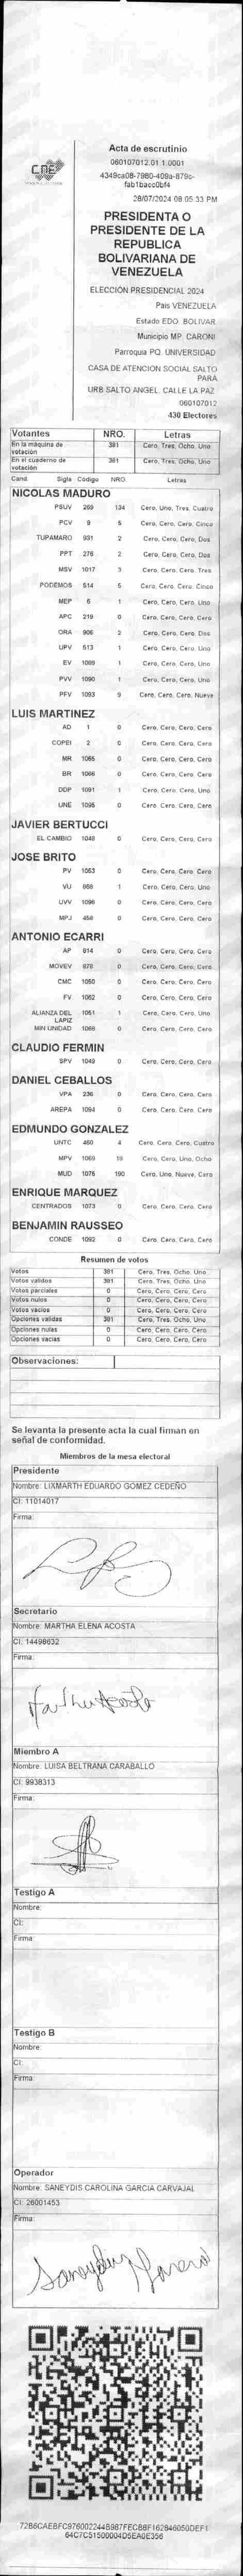 CNE
Acta de escrutinio
060107012.01.1.0001
4349ca08-7980-409a-879c-
fab1bacc0bf4
28/07/2024 08:05:33 PM
PRESIDENTA O
PRESIDENTE DE LA
REPUBLICA
BOLIVARIANA DE
VENEZUELA
ELECCIÓN PRESIDENCIAL 2024
País VENEZUELA
Estado EDO. BOLIVAR
Municipio MP. CARONI
Parroquia PQ. UNIVERSIDAD
CASA DE ATENCION SOCIAL SALTO
PARA
URB SALTO ANGEL. CALLE LA PAZ
060107012
430 Electores
Votantes NRO. Letras
En la máquina de votación 381 Cero, Tres, Ocho, Uno
En el cuaderno de votación 381 Cero, Tres, Ocho, Uno
Cand. Sigla Código NRO. Letras
NICOLAS MADURO
PSUV 269 134 Cero, Uno, Tres, Cuatro
PCV 9 5 Cero, Cero, Cero, Cinco
TUPAMARO 931 2 Cero, Cero, Cero, Dos
PPT 276 2 Cero, Cero, Cero, Dos
MSV 1017 3 Cero, Cero, Cero, Tres
PODEMOS 514 5 Cero, Cero, Cero, Cinco
MEP 6 1 Cero, Cero, Cero, Uno
APC 219 0 Cero, Cero, Cero, Cero
ORA 906 2 Cero, Cero, Cero, Dos
UPV 513 1 Cero, Cero, Cero, Uno
EV 1089 1 Cero, Cero, Cero, Uno
PVV 1090 1 Cero, Cero, Cero, Uno
PFV 1093 9 Cero, Cero, Cero, Nueve
LUIS MARTINEZ
AD 1 0 Cero, Cero, Cero, Cero
COPEI 2 0 Cero, Cero, Cero, Cero
MR 1065 0 Cero, Cero, Cero, Cero
BR 1066 0 Cero, Cero, Cero, Cero
DDP 1091 1 Cero, Cero, Cero, Uno
UNE 1095 0 Cero, Cero, Cero, Cero
JAVIER BERTUCCI
EL CAMBIO 1048 0 Cero, Cero, Cero, Cero
JOSE BRITO
PV 1053 0 Cero, Cero, Cero, Cero
VU 868 1 Cero, Cero, Cero, Uno
UVV 1096 0 Cero, Cero, Cero, Cero
MPJ 458 0 Cero, Cero, Cero, Cero
ANTONIO ECARRI
AP 914 0 Cero, Cero, Cero, Cero
MOVEV 978 0 Cero, Cero, Cero, Cero
CMC 1050 0 Cero, Cero, Cero, Cero
FV 1062 0 Cero, Cero, Cero, Cero
ALIANZA DEL LAPIZ 1051 1 Cero, Cero, Cero, Uno
MIN UNIDAD 1068 0 Cero, Cero, Cero, Cero
CLAUDIO FERMIN
SPV 1049 0 Cero, Cero, Cero, Cero
DANIEL CEBALLOS
VPA 236 0 Cero, Cero, Cero, Cero
AREPA 1094 0 Cero, Cero, Cero, Cero
EDMUNDO GONZALEZ
UNTC 460 4 Cero, Cero, Cero, Cuatro
MPV 1069 18 Cero, Cero, Uno, Ocho
MUD 1075 190 Cero, Uno, Nueve, Cero
ENRIQUE MARQUEZ
CENTRADOS 1073 0 Cero, Cero, Cero, Cero
BENJAMIN RAUSSEO
CONDE 1092 0 Cero, Cero, Cero, Cero
Resumen de votos
Votos 381 Cero, Tres, Ocho, Uno
Votos validos 381 Cero, Tres, Ocho, Uno
Votos parciales 0 Cero, Cero, Cero, Cero
Votos nulos 0 Cero, Cero, Cero, Cero
Votos vacios 0 Cero, Cero, Cero, Cero
Opciones validas 381 Cero, Tres, Ocho, Uno
Opciones nulas 0 Cero, Cero, Cero, Cero
Opciones vacias 0 Cero, Cero, Cero, Cero
Observaciones:
Se levanta la presente acta la cual firman en
señal de conformidad.
Miembros de la mesa electoral
Presidente
Nombre: LIXMARTH EDUARDO GOMEZ CEDEÑO
CI: 11014017
Firma:
Secretario
Nombre: MARTHA ELENA ACOSTA
CI: 14498632
Firma:
Martha Acosta
Miembro A
Nombre: LUISA BELTRANA CARABALLO
CI: 9938313
Firma:
Testigo A
Nombre:
CI:
Firma:
Testigo B
Nombre:
CI:
Firma:
Operador
Nombre: SANEYDIS CAROLINA GARCIA CARVAJAL
CI: 26001453
Firma:
Saneydis Garcia
72B6CAEBFC976002244B987FECB8F162846050DEF1
64C7C51500004D5EA0E356